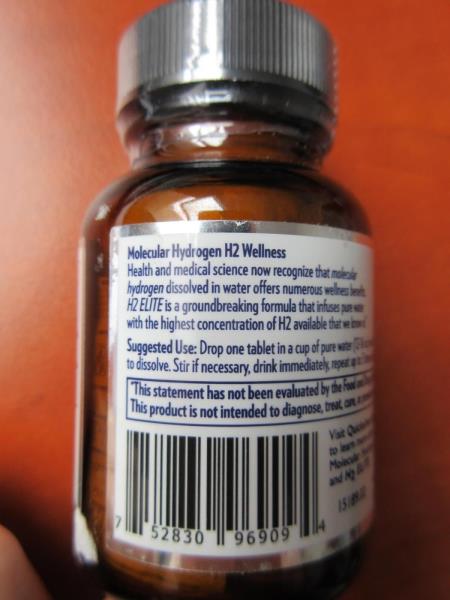 Molecular Hydrogen H2 Wellness
Health and medical science now recognize that molecular
hydrogen dissolved in water offers numerous wellness benefits.
H2 ELITE is a groundbreaking formula that infuses pure water
with the highest concentration of H2 available that we know of
Suggested Use: Drop one tablet in a cup of pure water
to dissolve. Stir if necessary, drink immediately, repeat up to
*This statement has not been evaluated by the Food and
This product is not intended to diagnose, treat, cure, or
Visit
to learn
Molecular
and H2 ELITE
7 52830 96909 4